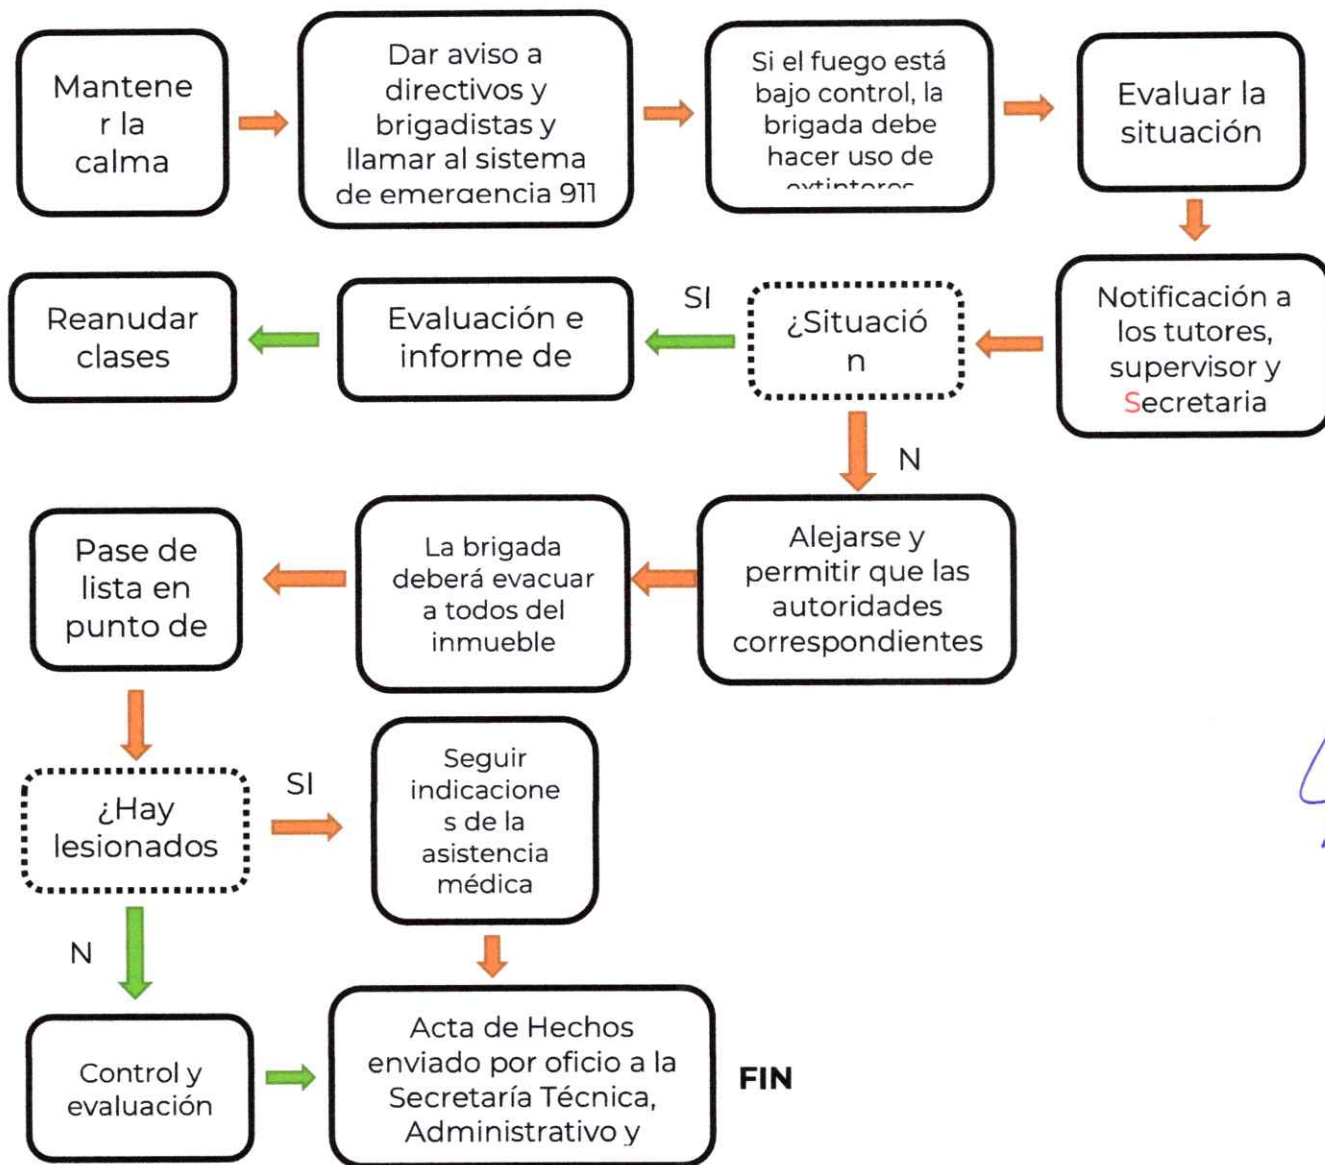 Mantene
r la
calma
Dar aviso a
directivos y
brigadistas y
llamar al sistema
de emergencia 911
Si el fuego está
bajo control, la
brigada debe
hacer uso de
extintores
Evaluar la
situación
Notificación a
los tutores,
supervisor y
Secretaria
¿Situació
n
SI
Evaluación e
informe de
Reanudar
clases
N
Alejarse y
permitir que las
autoridades
correspondientes
La brigada
deberá evacuar
a todos del
inmueble
Pase de
lista en
punto de
¿Hay
lesionados
SI
Seguir
indicacione
s de la
asistencia
médica
N
Control y
evaluación
Acta de Hechos
enviado por oficio a la
Secretaría Técnica,
Administrativo y
FIN